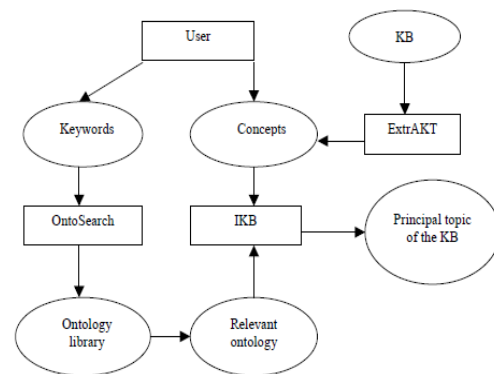 User
KB
Keywords
Concepts
ExtrAKT
OntoSearch
IKB
Principal topic
of the KB
Ontology
library
Relevant
ontology